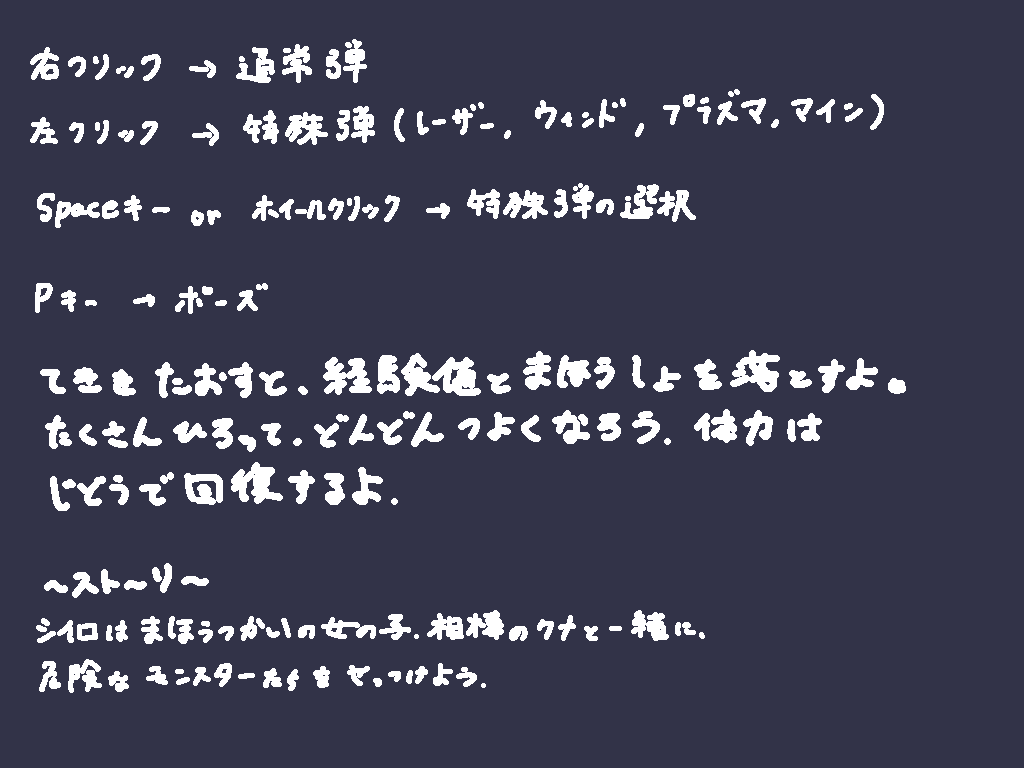 右クリック → 通常弾
左クリック → 特殊弾(レーザー, ウィンド, プラズマ, マイン)
Spaceキー or ホイールクリック → 特殊弾の選択
Pキー → ポーズ
てきをたおすと、経験値とまほうしょを落とすよ。
たくさんひろって、どんどんつよくなろう. 体力は
じどうで回復するよ.
～ストーリ～
シイロはまほうつかいの女の子. 相棒のクナと一緒に、
危険なモンスターたちをやっつけよう.